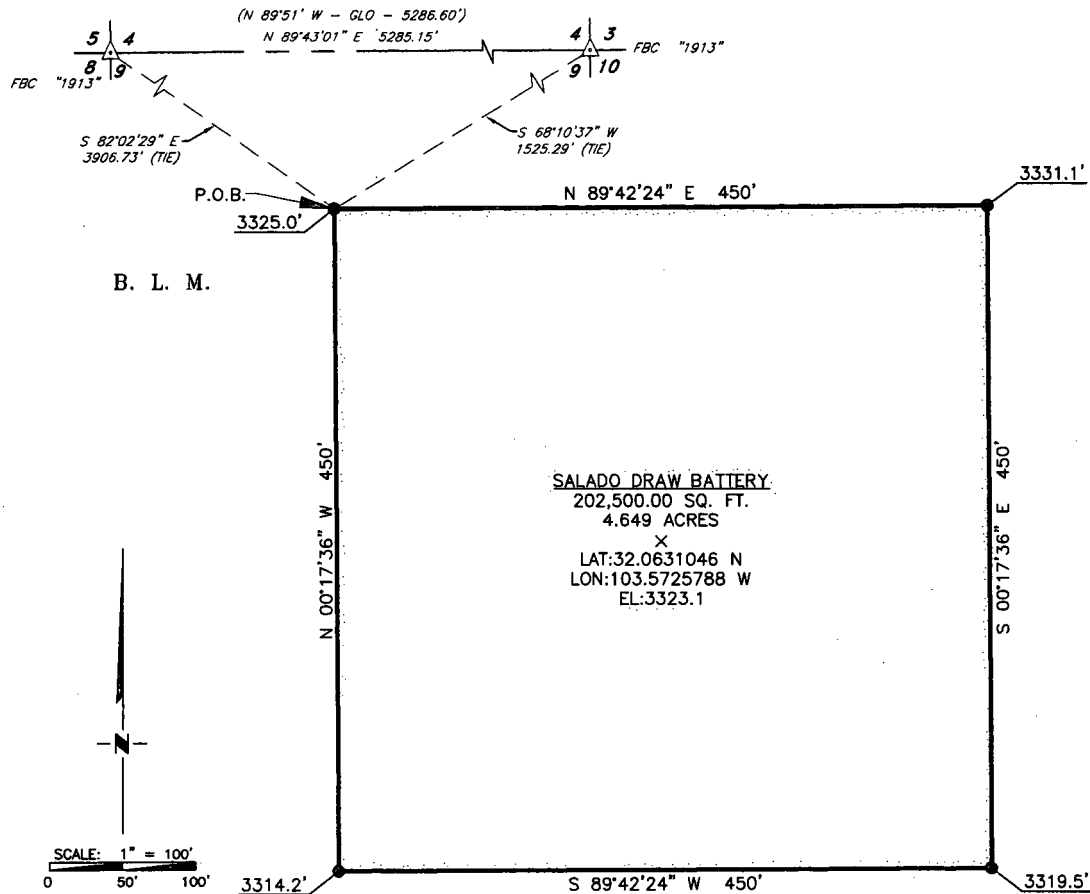 (N 89°51' W - GLO - 5286.60')
N 89°43'01" E 5285.15'
5 4
8 9
FBC "1913"
4 3
9 10
FBC "1913"
S 82°02'29" E
3906.73' (TIE)
S 68°10'37" W
1525.29' (TIE)
P.O.B.
3325.0'
N 89°42'24" E 450'
3331.1'
B. L. M.
N 00°17'36" W 450'
SALADO DRAW BATTERY
202,500.00 SQ. FT.
4.649 ACRES
LAT:32.0631046 N
LON:103.5725788 W
EL:3323.1
S 00°17'36" E 450'
N
SCALE: 1" = 100'
0 50' 100'
3314.2'
S 89°42'24" W 450'
3319.5'